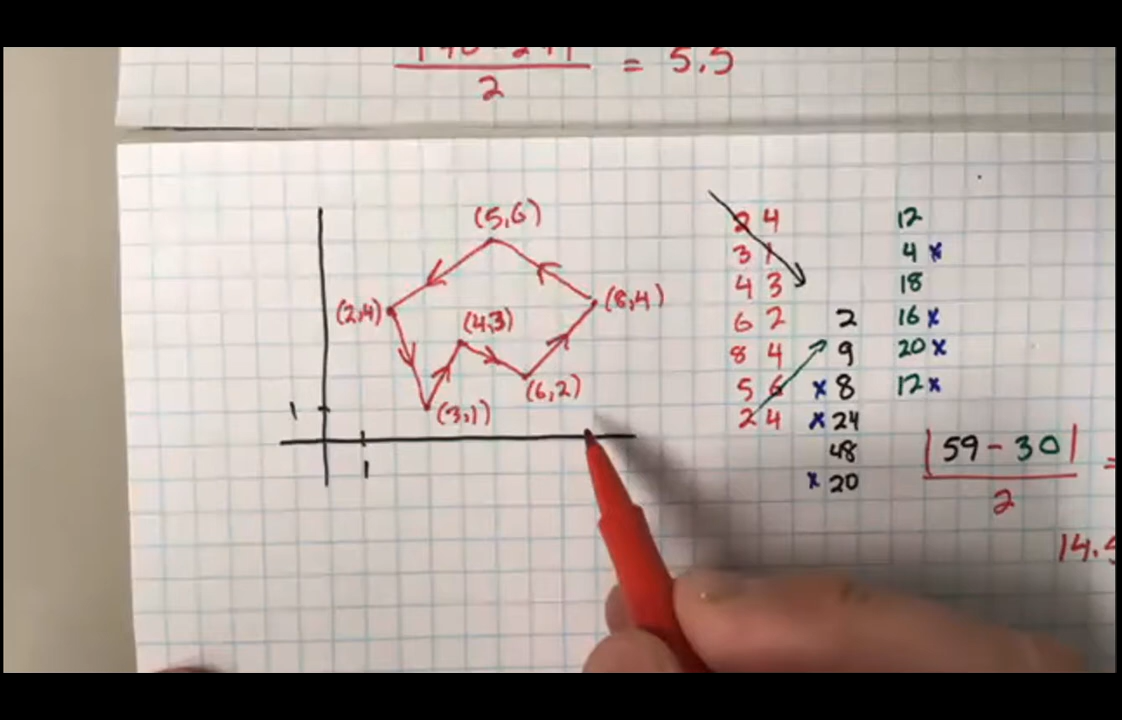 2 = 5.5
(5,6)
(2,4)
(4,3)
(8,4)
(6,2)
(3,1)
1
1
2 4
3 1
4 3
6 2
8 4
5 6
2 4
2
9
x 8
x 24
48
x 20
12
4 x
18
16 x
20 x
12 x
|59 - 30| =
2
14.